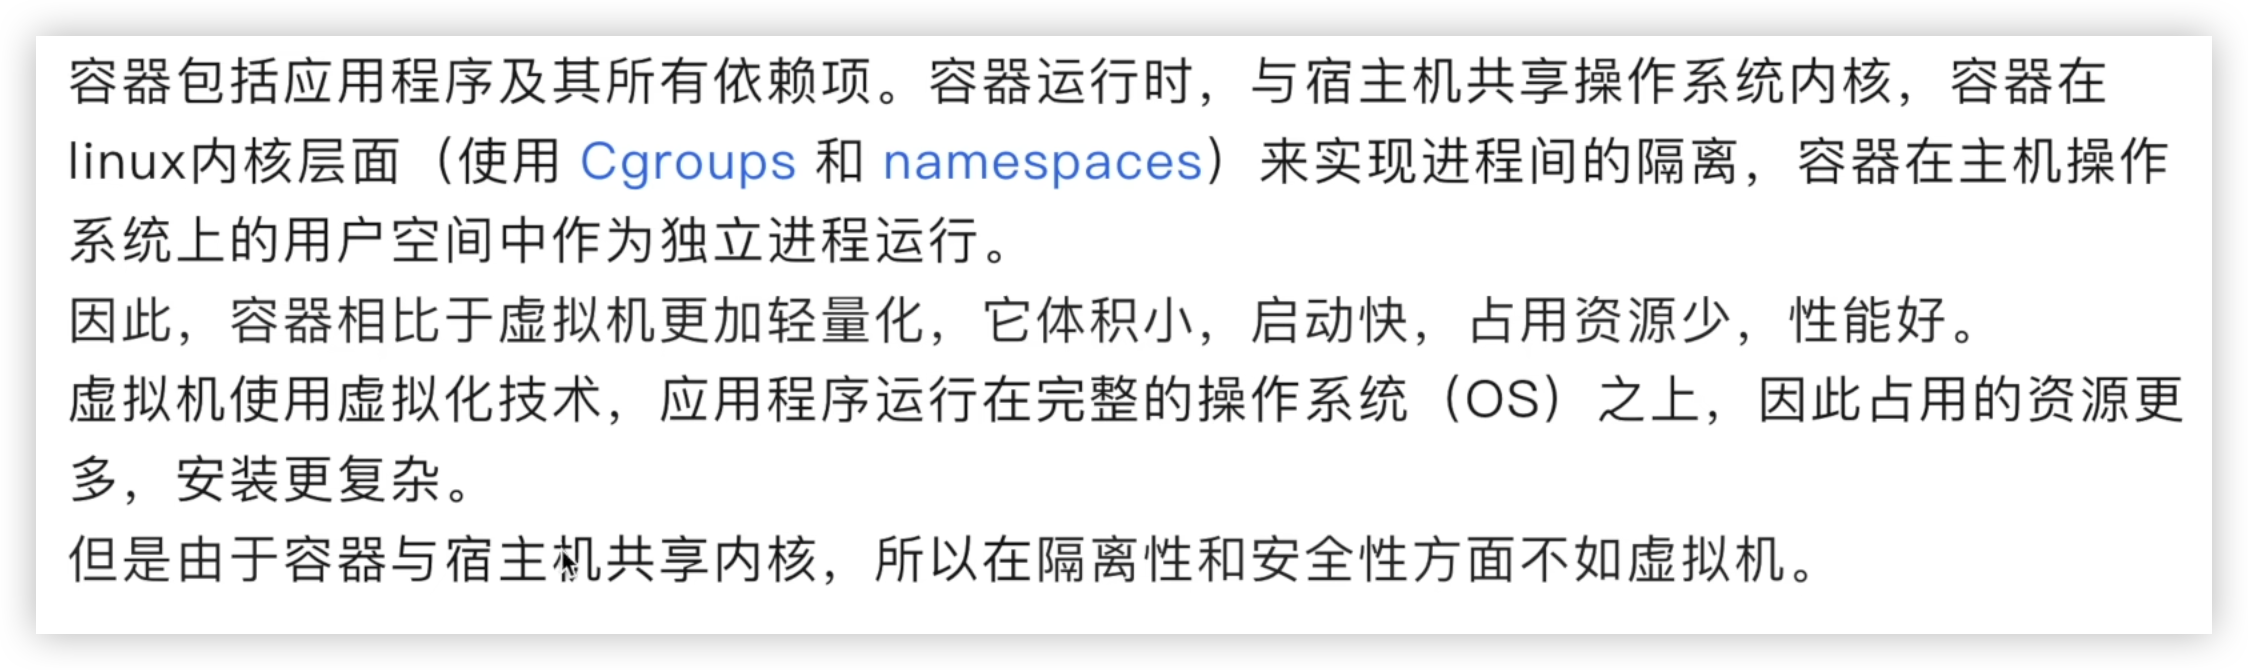 容器包括应用程序及其所有依赖项。容器运行时，与宿主机共享操作系统内核，容器在
linux内核层面（使用 Cgroups 和 namespaces）来实现进程间的隔离，容器在主机操作
系统上的用户空间中作为独立进程运行。
因此，容器相比于虚拟机更加轻量化，它体积小，启动快，占用资源少，性能好。
虚拟机使用虚拟化技术，应用程序运行在完整的操作系统（OS）之上，因此占用的资源更
多，安装更复杂。
但是由于容器与宿主机共享内核，所以在隔离性和安全性方面不如虚拟机。